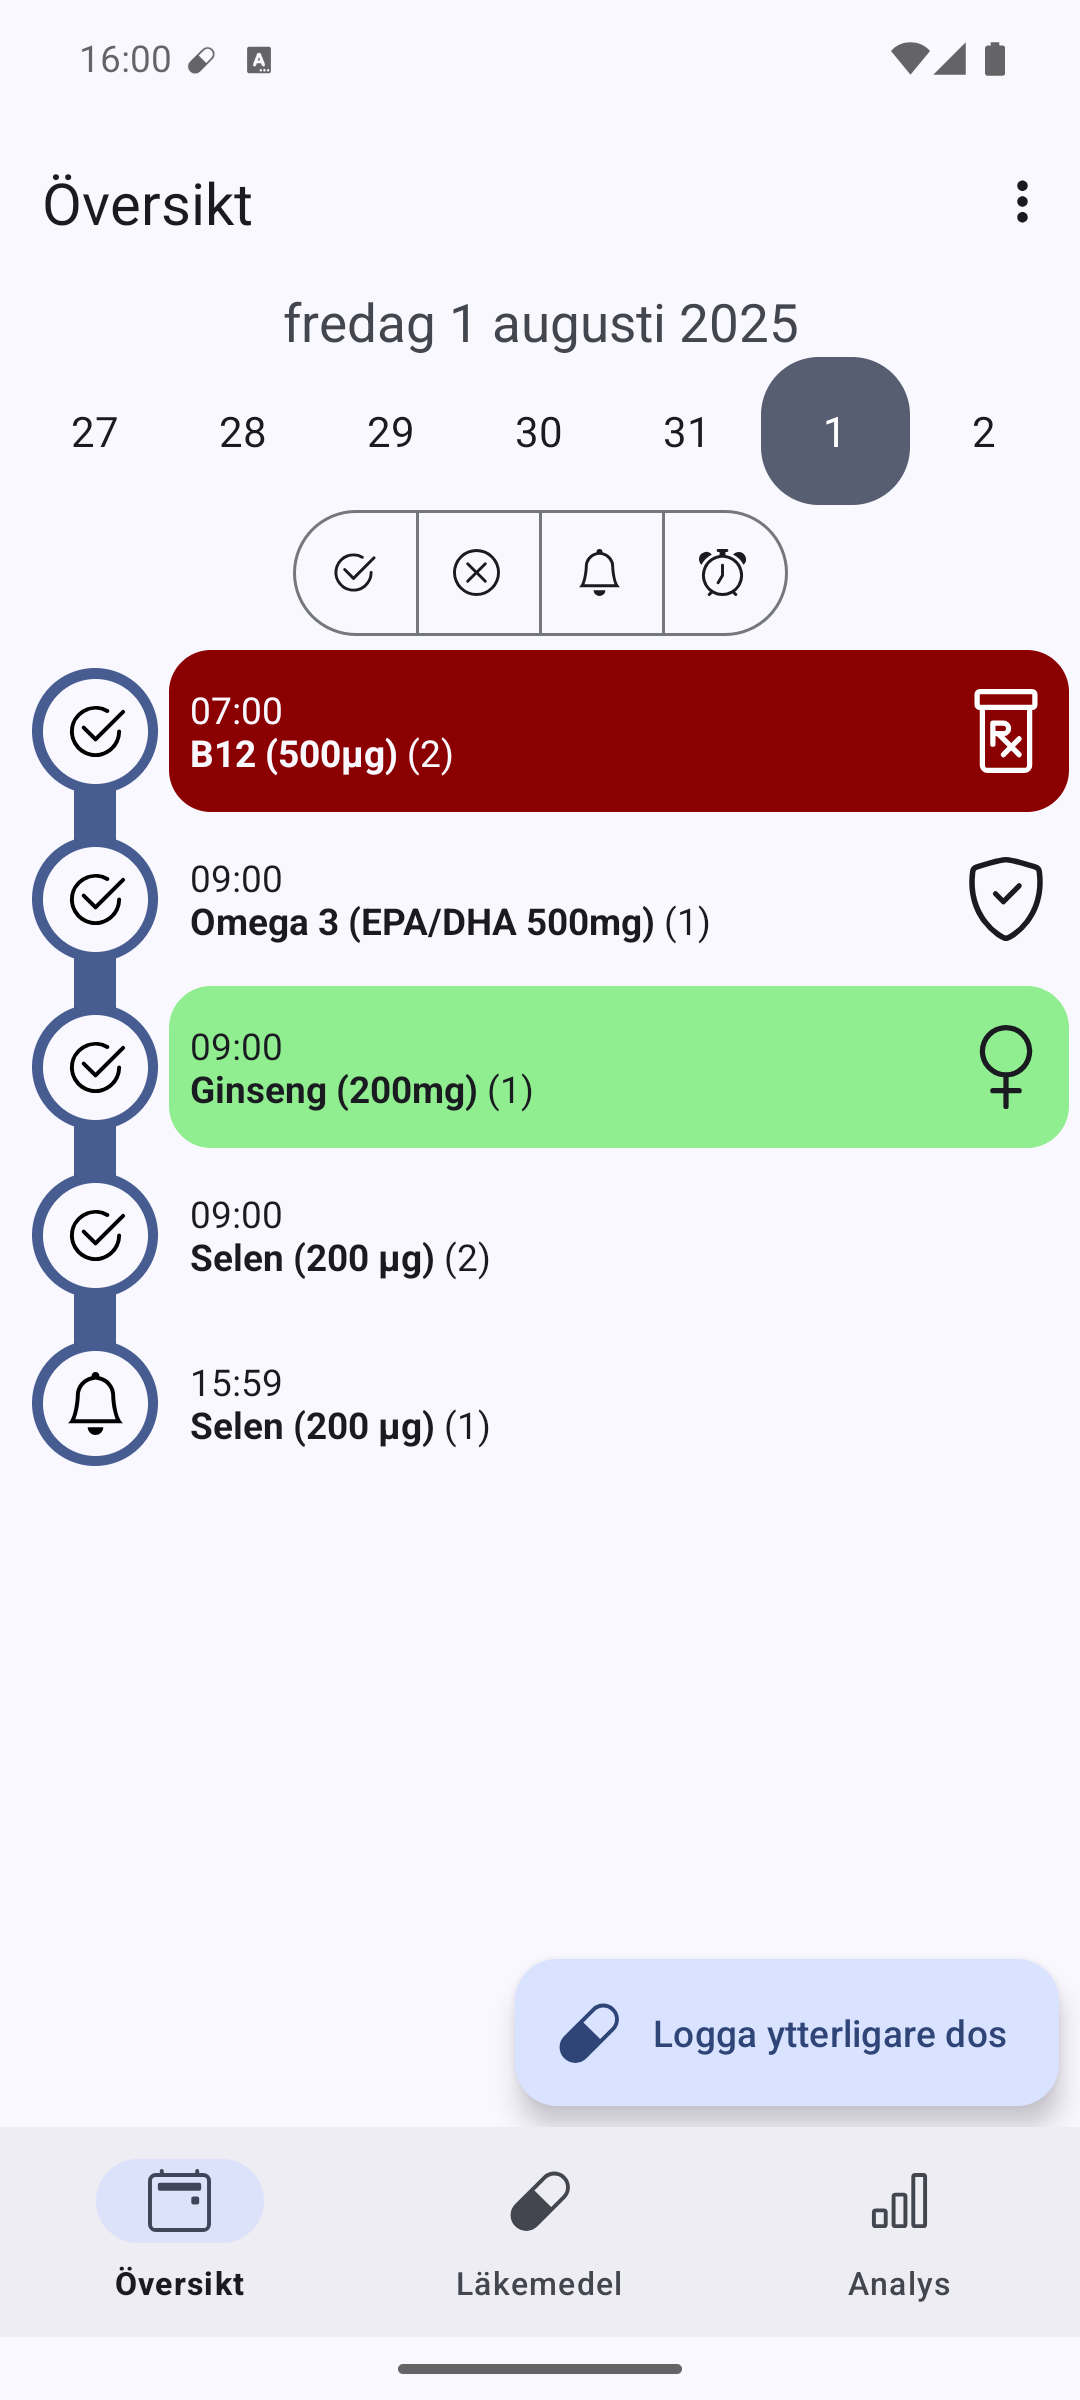 16:00
Översikt
fredag 1 augusti 2025
27 28 29 30 31 1 2
07:00
B12 (500µg) (2)
09:00
Omega 3 (EPA/DHA 500mg) (1)
09:00
Ginseng (200mg) (1)
09:00
Selen (200 µg) (2)
15:59
Selen (200 µg) (1)
Logga ytterligare dos
Översikt Läkemedel Analys